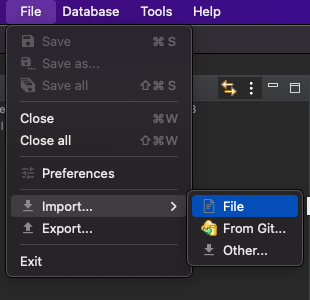 File Database Tools Help
Save ⌘ S
Save as...
Save all ⇧⌘ S
Close ⌘W
Close all ⇧⌘W
Preferences
Import...
Export...
Exit
File
From Git...
Other...